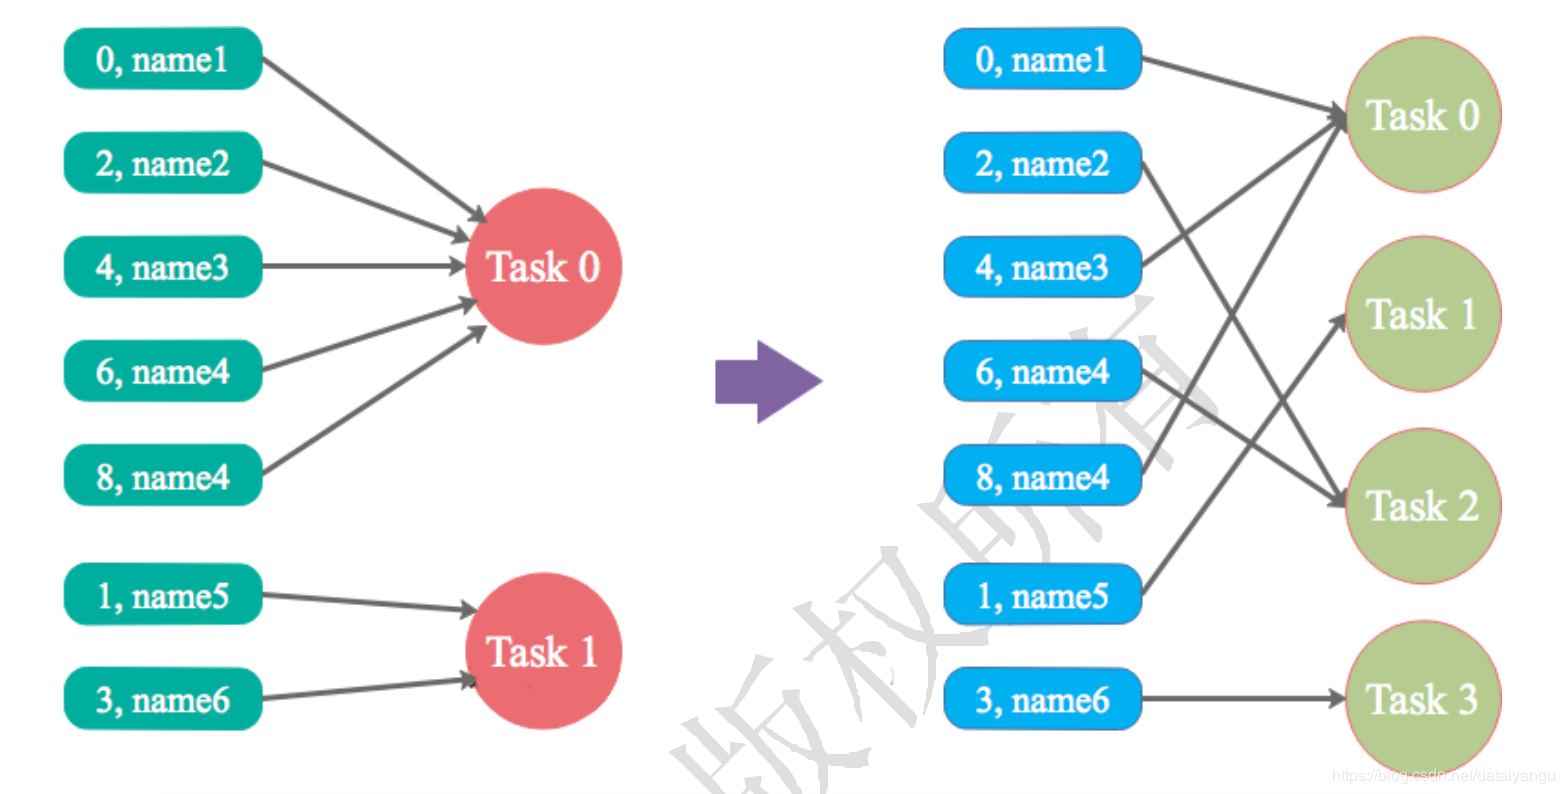 0, name1
2, name2
4, name3
6, name4
8, name4
1, name5
3, name6
Task 0
Task 1
0, name1
2, name2
4, name3
6, name4
8, name4
1, name5
3, name6
Task 0
Task 1
Task 2
Task 3
版权所有
https://blog.csdn.net/dataiyangu